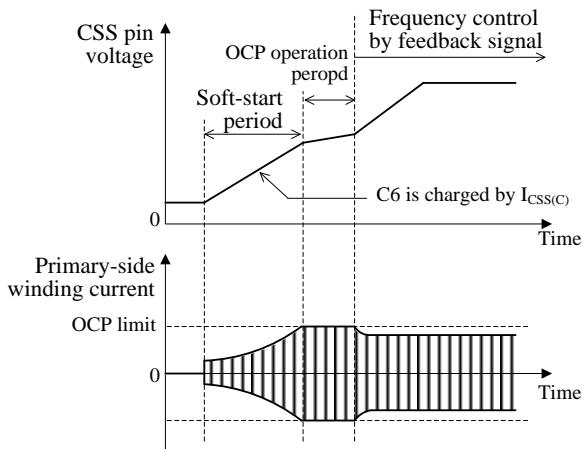 CSS pin
voltage
Frequency control
by feedback signal
OCP operation
peropd
Soft-start
period
C6 is charged by I_CSS(C)
0
Time
Primary-side
winding current
OCP limit
0
Time